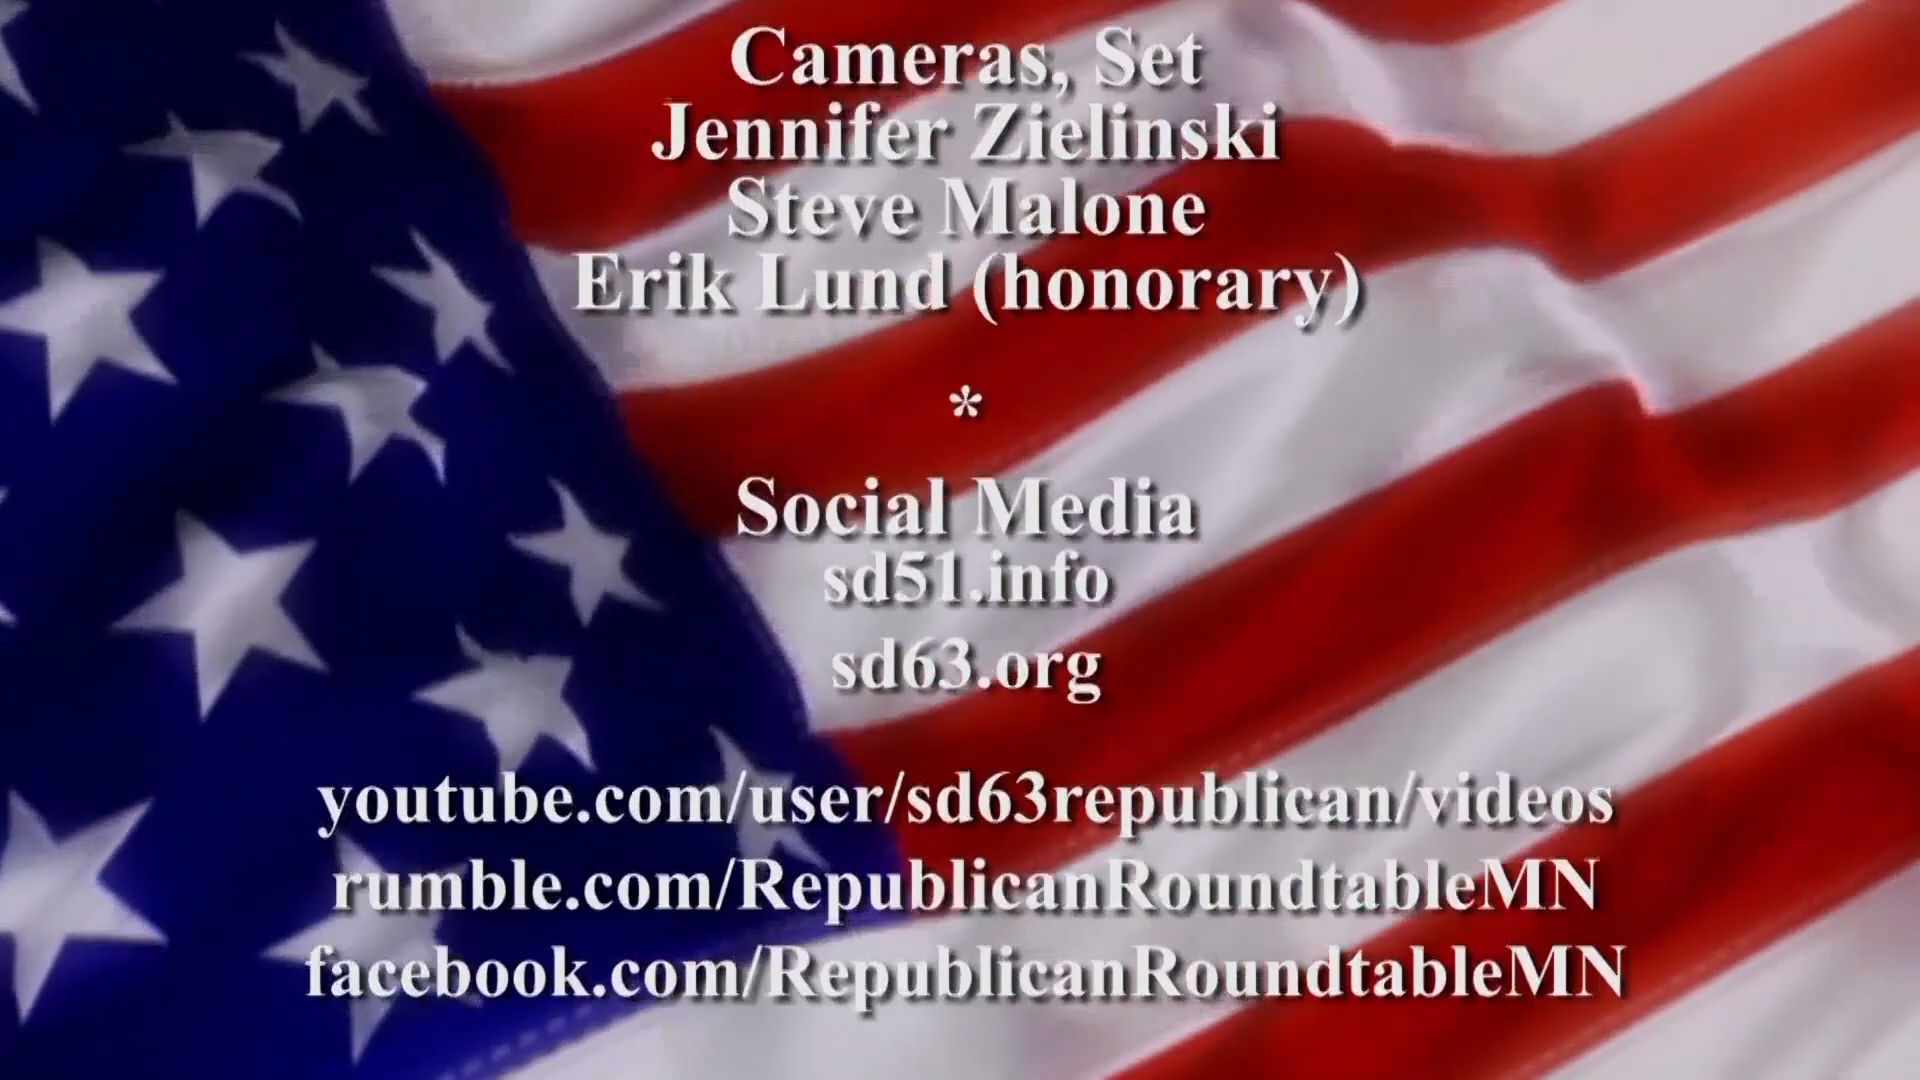 Cameras, Set
Jennifer Zielinski
Steve Malone
Erik Lund (honorary)
*
Social Media
sd51.info
sd63.org
youtube.com/user/sd63republican/videos
rumble.com/RepublicanRoundtableMN
facebook.com/RepublicanRoundtableMN